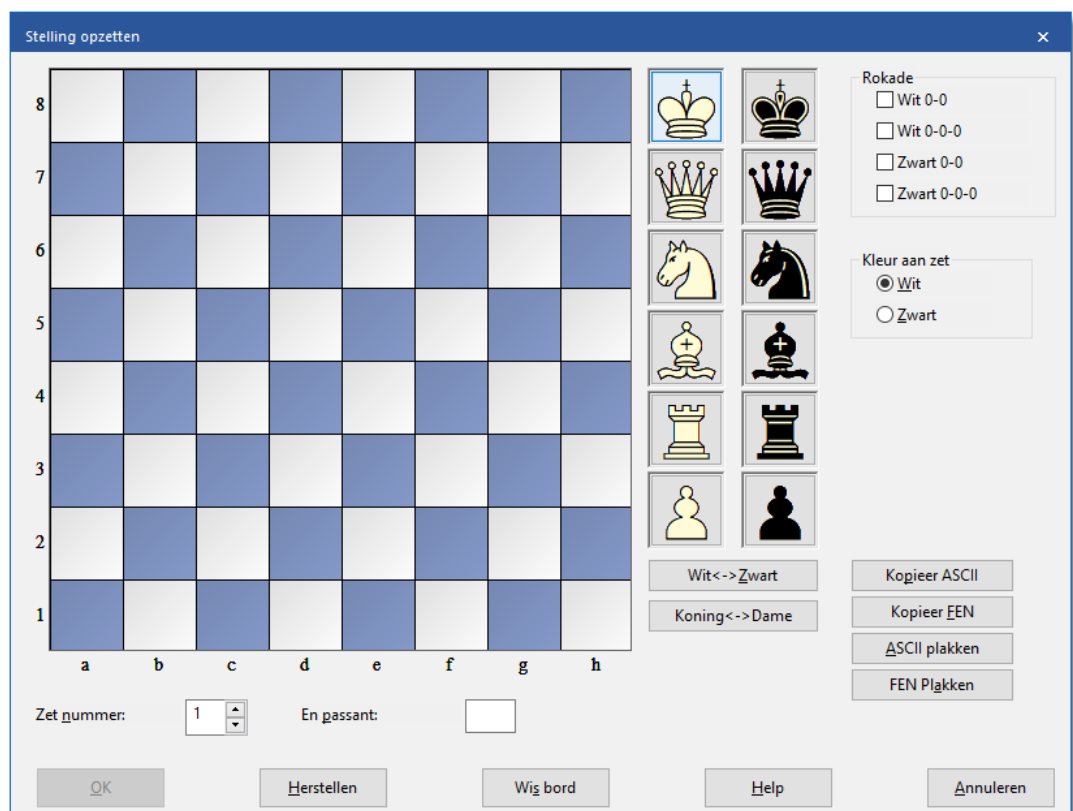 Stelling opzetten
8
7
6
5
4
3
2
1
a b c d e f g h
Rokade
Wit 0-0
Wit 0-0-0
Zwart 0-0
Zwart 0-0-0
Kleur aan zet
Wit
Zwart
Wit<->Zwart
Koning<->Dame
Kopieer ASCII
Kopieer FEN
ASCII plakken
FEN Plakken
Zet nummer: 1 En passant:
OK Herstellen Wis bord Help Annuleren